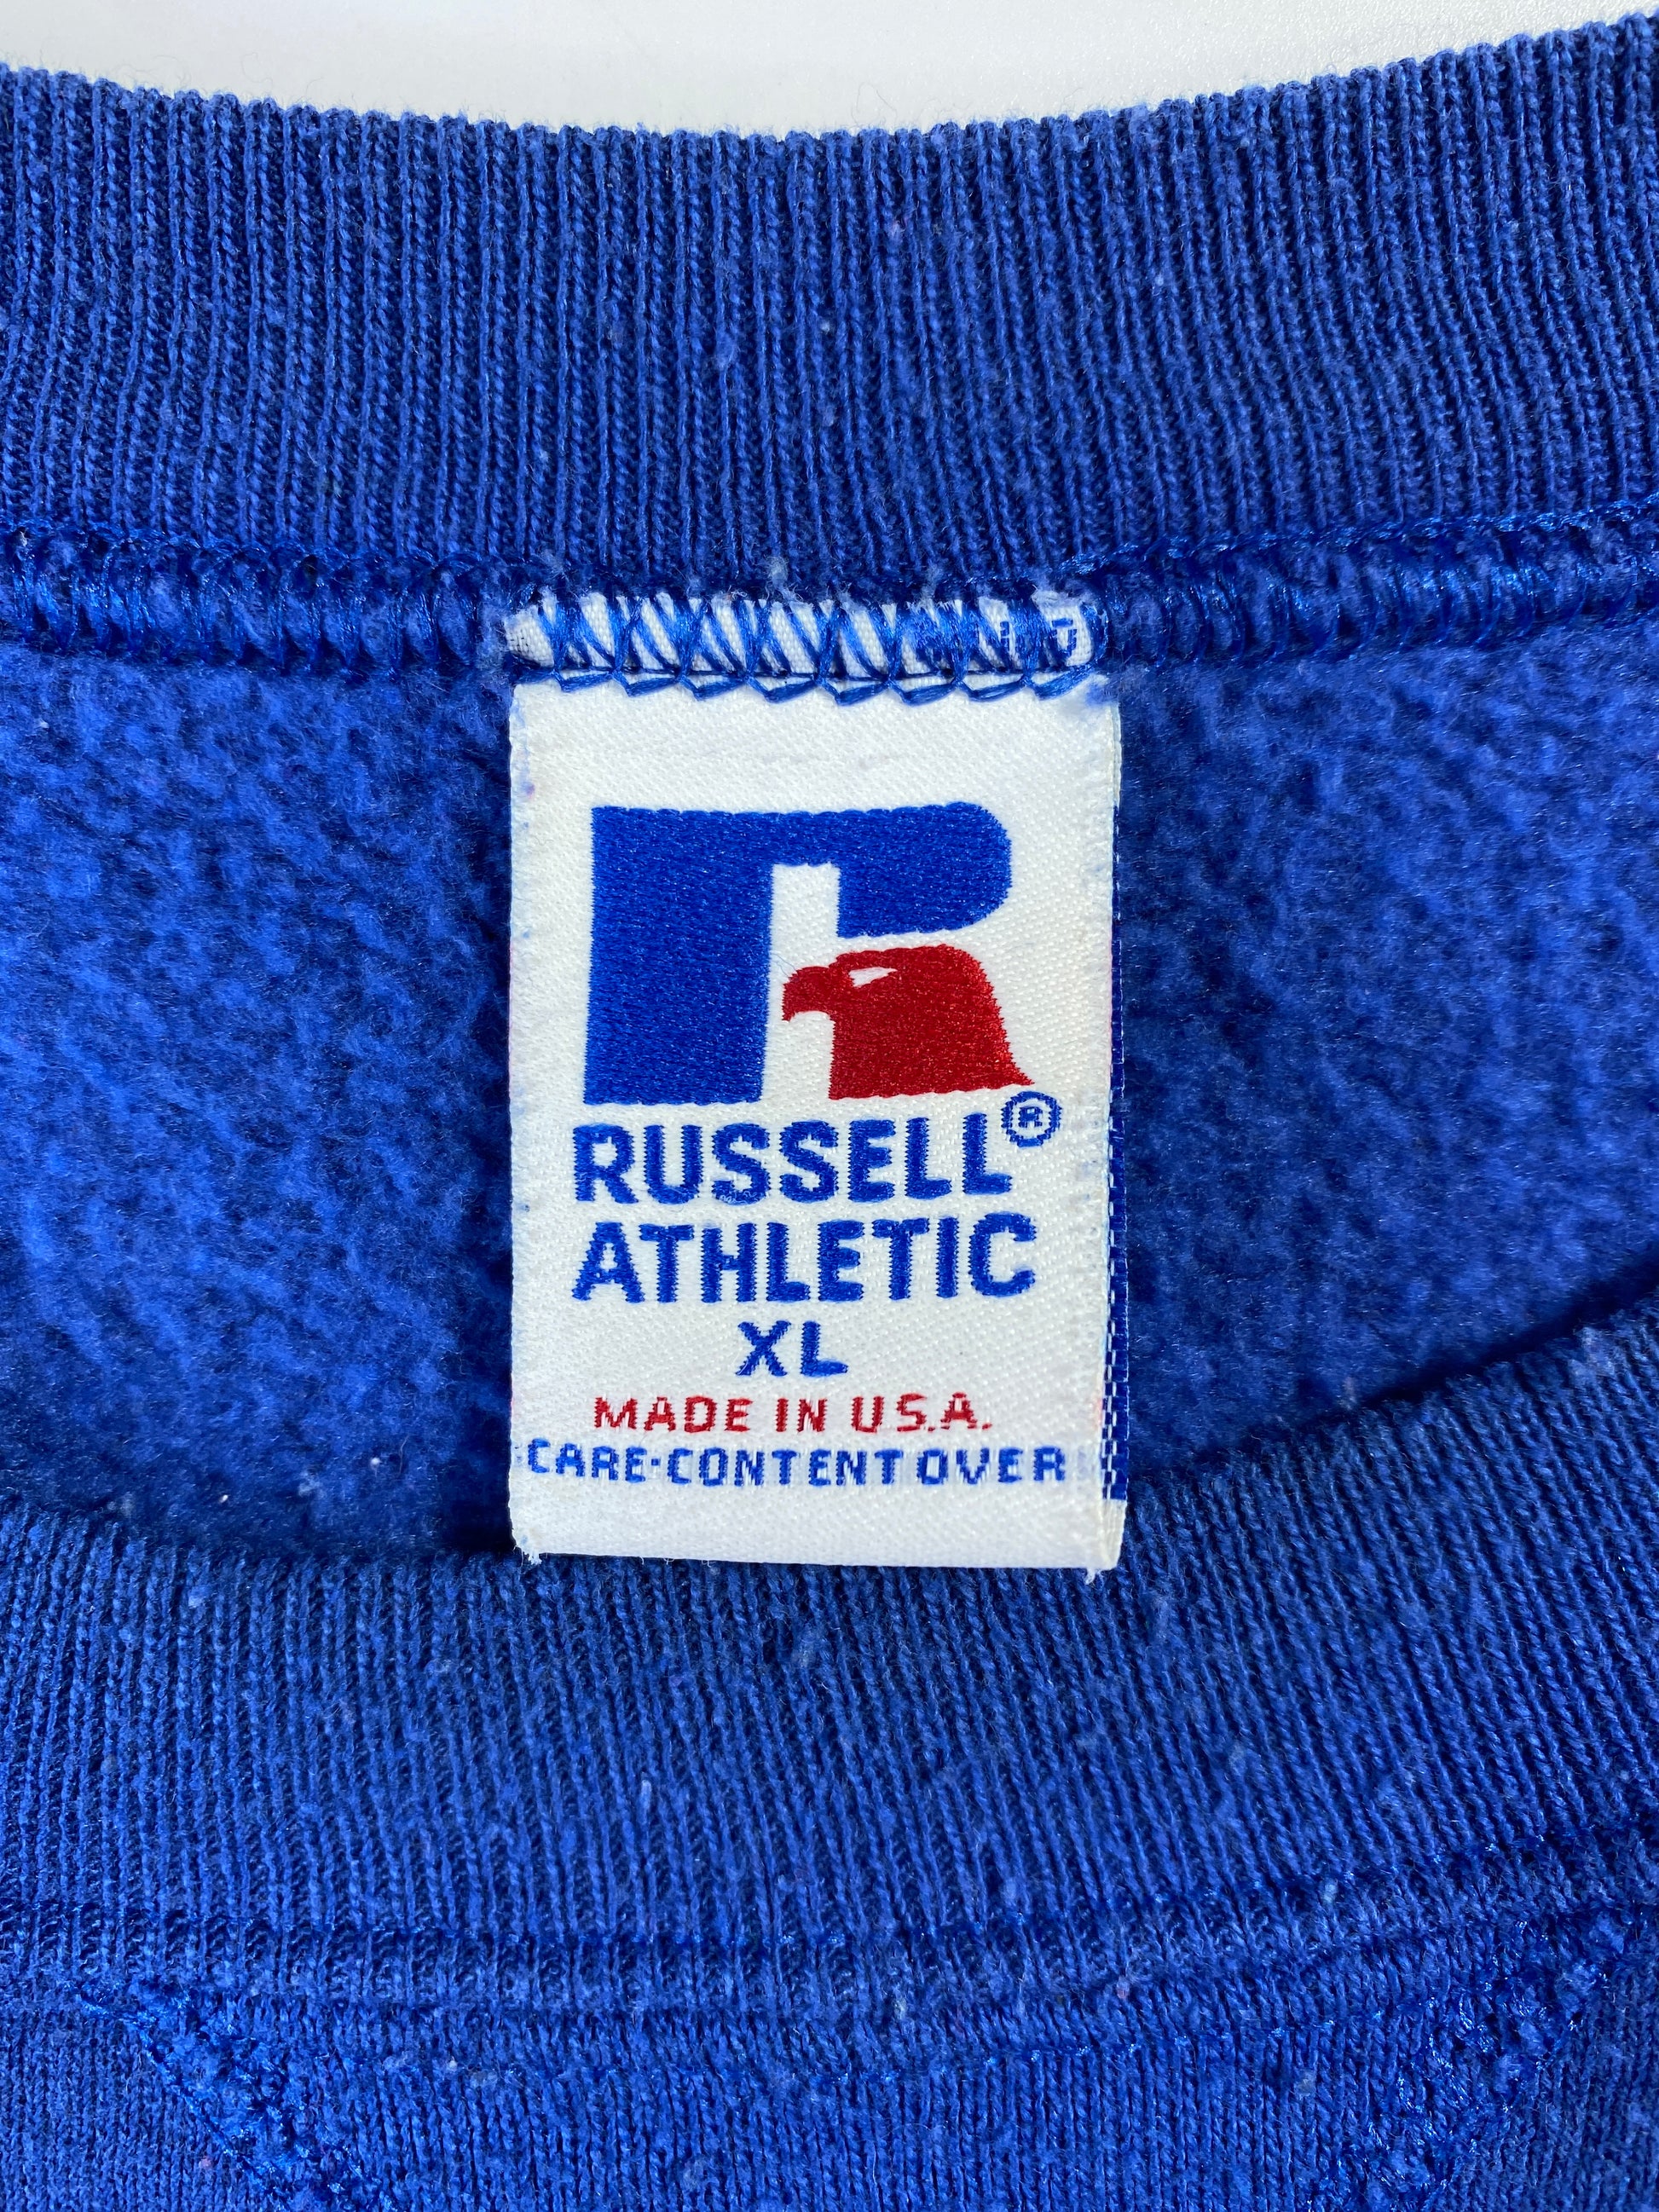 RUSSELL®
ATHLETIC
XL
MADE IN U.S.A.
CARE-CONTENT OVER